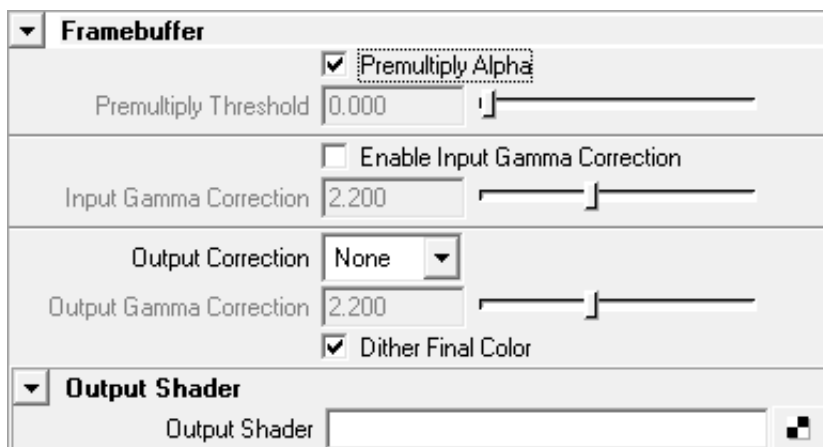 Framebuffer
Premultiply Alpha
Premultiply Threshold 0.000
Enable Input Gamma Correction
Input Gamma Correction 2.200
Output Correction None
Output Gamma Correction 2.200
Dither Final Color
Output Shader
Output Shader